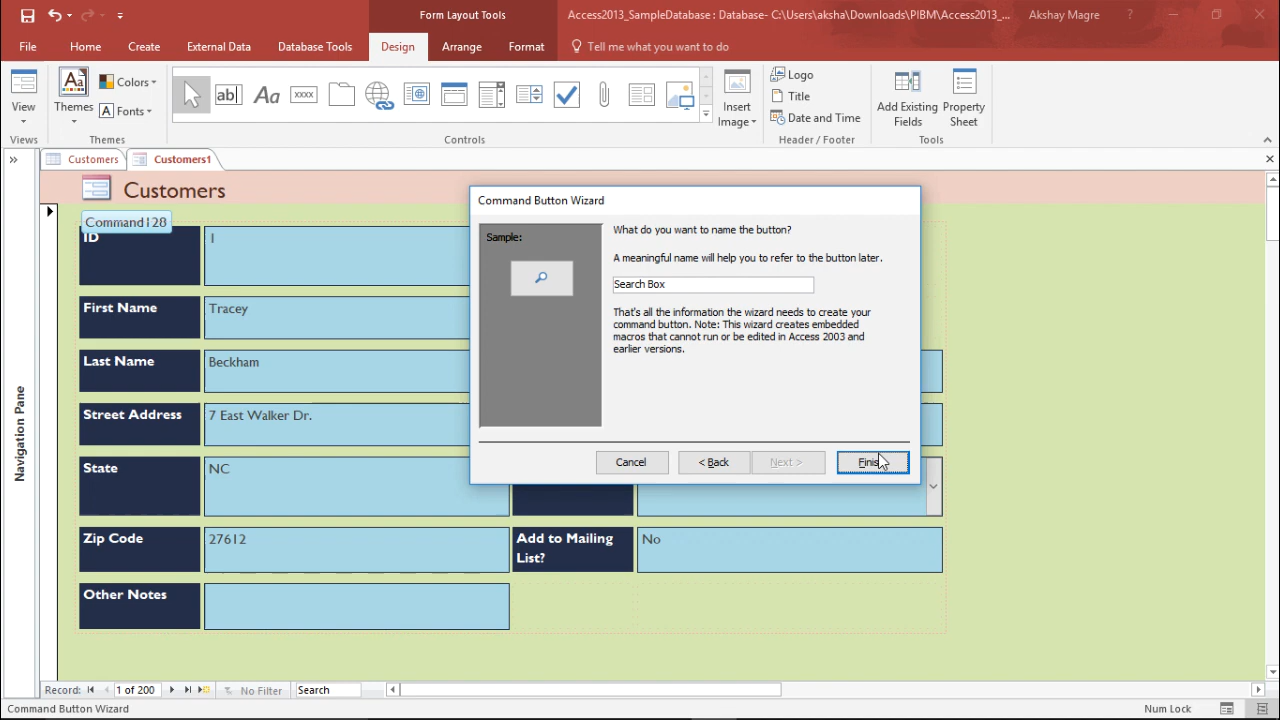 Form Layout Tools
Access2013_SampleDatabase : Database- C:\Users\aksha\Downloads\PIBM\Access2013_...
Akshay Magre
?
File
Home
Create
External Data
Database Tools
Design
Arrange
Format
Tell me what you want to do
View
Themes
Colors
Fonts
ab
Aa
xxxx
Insert
Image
Logo
Title
Date and Time
Add Existing
Fields
Property
Sheet
Views
Themes
Controls
Header / Footer
Tools
Customers
Customers1
Customers
Command128
ID
1
First Name
Tracey
Last Name
Beckham
Street Address
7 East Walker Dr.
State
NC
Zip Code
27612
Add to Mailing
List?
No
Other Notes
Navigation Pane
Command Button Wizard
Sample:
What do you want to name the button?
A meaningful name will help you to refer to the button later.
Search Box
That's all the information the wizard needs to create your
command button. Note: This wizard creates embedded
macros that cannot run or be edited in Access 2003 and
earlier versions.
Cancel
< Back
Next >
Finish
Record:
1 of 200
No Filter
Search
Command Button Wizard
Num Lock